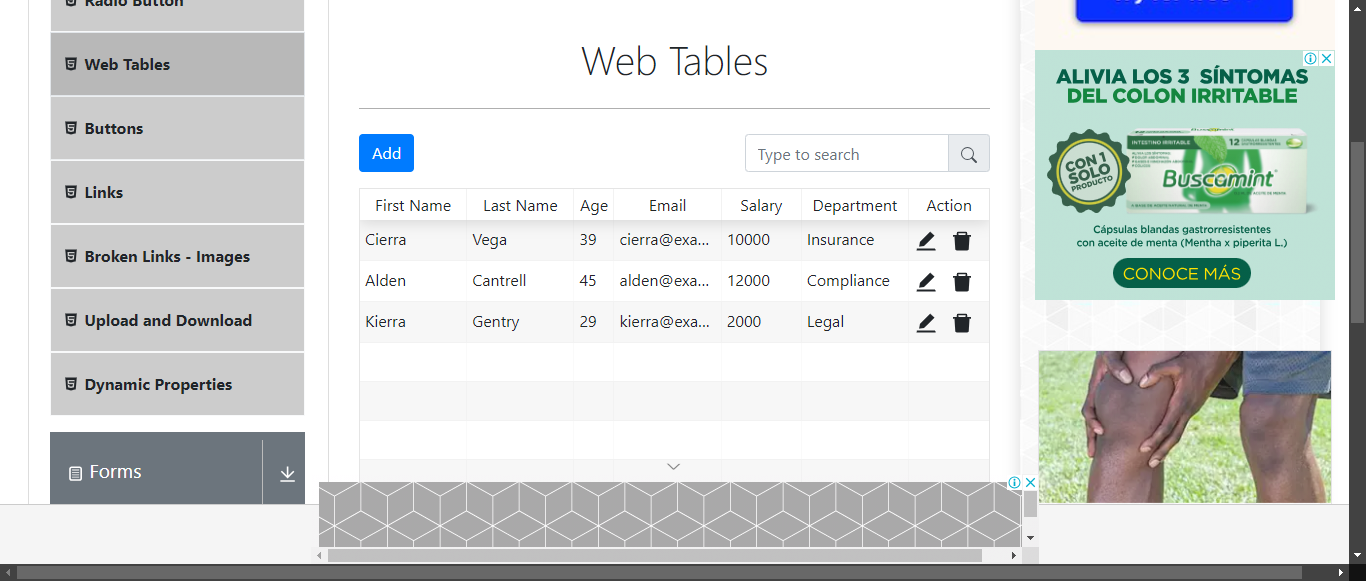 Radio Button
Web Tables
Buttons
Links
Broken Links - Images
Upload and Download
Dynamic Properties
Forms
Web Tables
Add
Type to search
First Name Last Name Age Email Salary Department Action
Cierra Vega 39 cierra@exa... 10000 Insurance
Alden Cantrell 45 alden@exa... 12000 Compliance
Kierra Gentry 29 kierra@exa... 2000 Legal
ALIVIA LOS 3 SÍNTOMAS
DEL COLON IRRITABLE
CON 1
SOLO
PRODUCTO
INTESTINO IRRITABLE 12
Buscamint
Cápsulas blandas gastrorresistentes
con aceite de menta (Mentha x piperita L.)
CONOCE MÁS